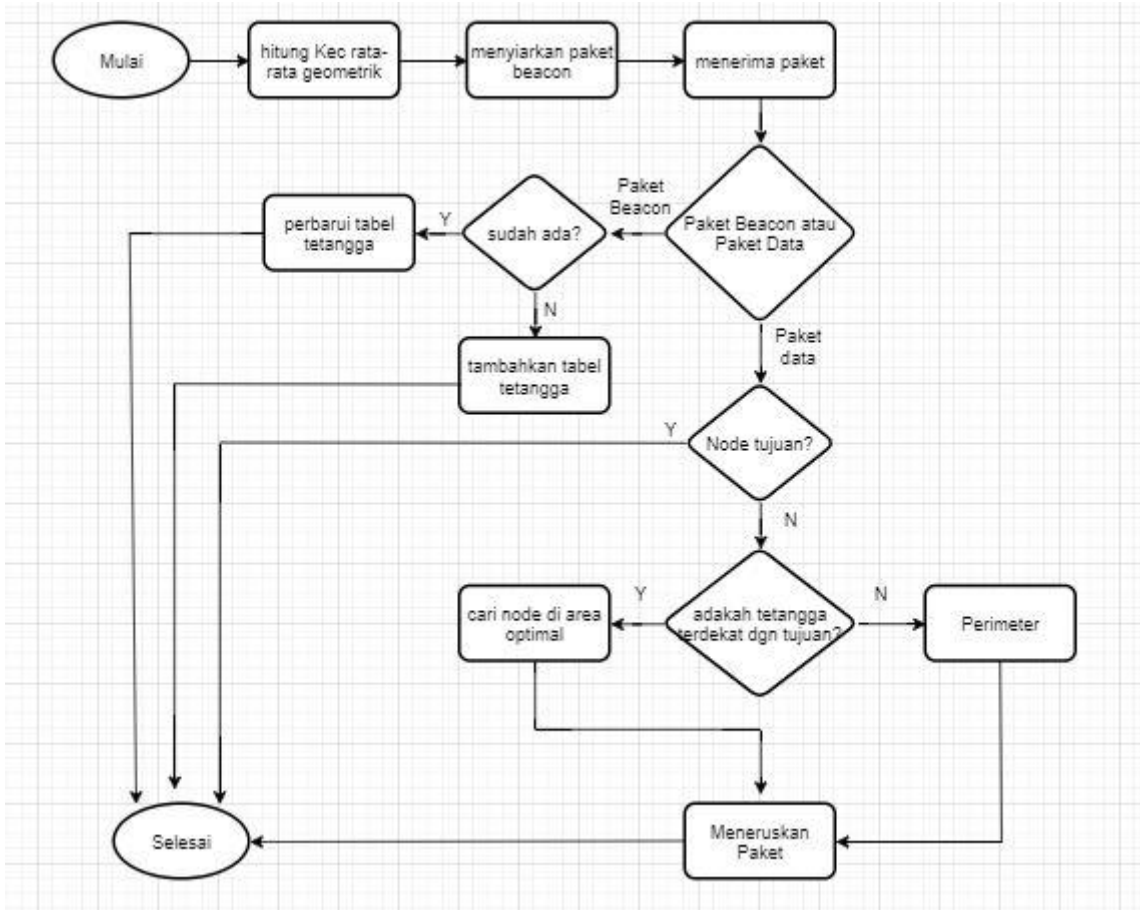 Mulai
hitung Kec rata-
rata geometrik
menyiarkan paket
beacon
menerima paket
Paket Beacon atau
Paket Data
Paket
Beacon
sudah ada?
Y
perbarui tabel
tetangga
N
tambahkan tabel
tetangga
Paket
data
Node tujuan?
Y
N
adakah tetangga
terdekat dgn tujuan?
Y
cari node di area
optimal
N
Perimeter
Meneruskan
Paket
Selesai